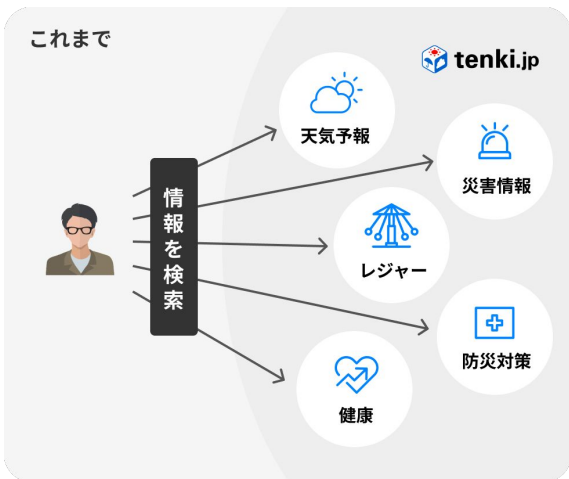 これまで
tenki.jp
天気予報
災害情報
情報を検索
レジャー
防災対策
健康